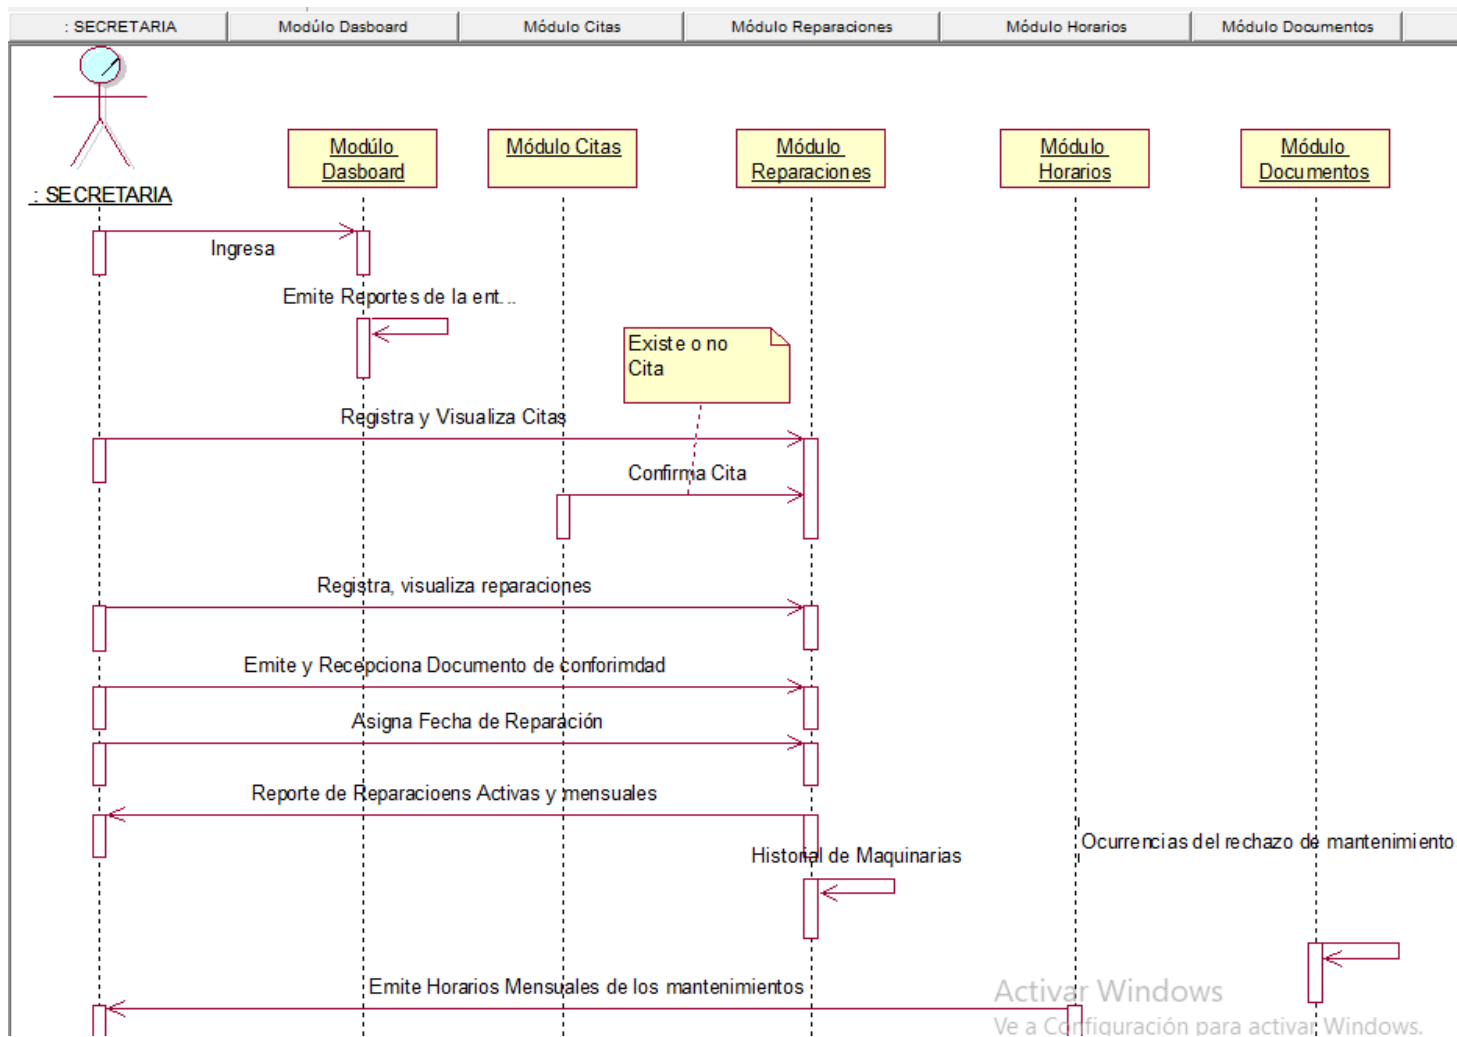 : SECRETARIA
Modúlo Dasboard
Módulo Citas
Módulo Reparaciones
Módulo Horarios
Módulo Documentos
: SECRETARIA
Modúlo
Dasboard
Módulo Citas
Módulo
Reparaciones
Módulo
Horarios
Módulo
Documentos
Ingresa
Emite Reportes de la ent...
Existe o no
Cita
Registra y Visualiza Citas
Confirma Cita
Registra, visualiza reparaciones
Emite y Recepciona Documento de conforimdad
Asigna Fecha de Reparación
Reporte de Reparacioens Activas y mensuales
Ocurrencias del rechazo de mantenimiento
Historial de Maquinarias
Emite Horarios Mensuales de los mantenimientos
Activar Windows
Ve a Configuración para activar Windows.